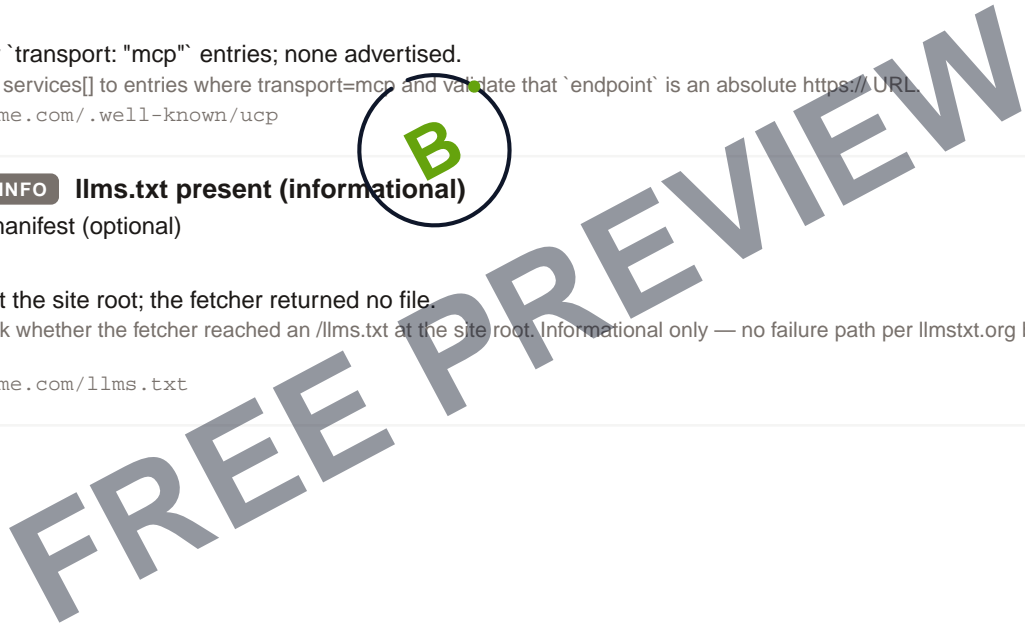 `transport: "mcp"` entries; none advertised.
services[] to entries where transport=mcp and validate that `endpoint` is an absolute https:// URL.
me.com/.well-known/ucp
B
INFO llms.txt present (informational)
manifest (optional)
t the site root; the fetcher returned no file.
k whether the fetcher reached an /llms.txt at the site root. Informational only — no failure path per llmstxt.org
me.com/llms.txt
FREE PREVIEW